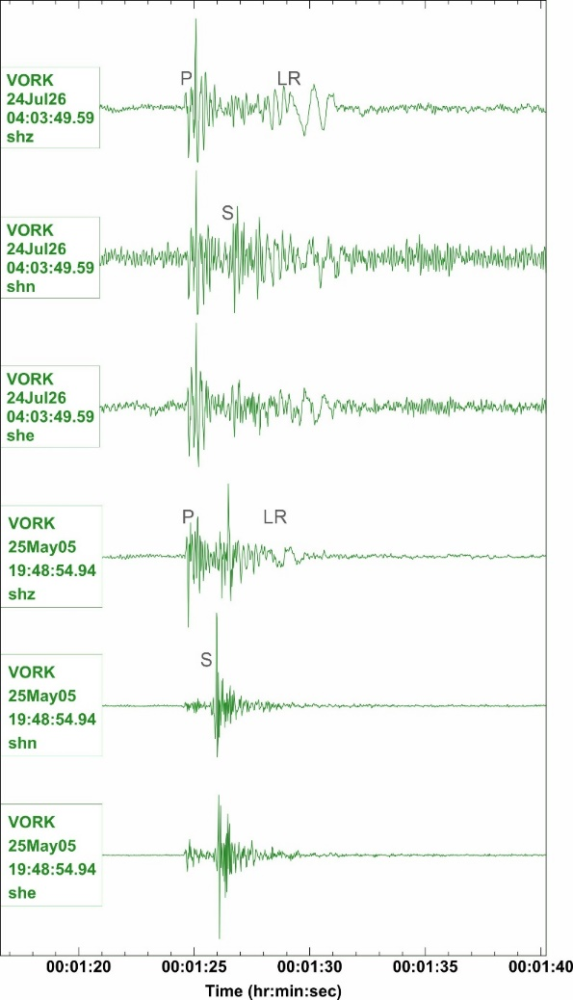 P
LR
VORK
24Jul26
04:03:49.59
shz
S
VORK
24Jul26
04:03:49.59
shn
VORK
24Jul26
04:03:49.59
she
P
LR
VORK
25May05
19:48:54.94
shz
S
VORK
25May05
19:48:54.94
shn
VORK
25May05
19:48:54.94
she
00:01:20 00:01:25 00:01:30 00:01:35 00:01:40
Time (hr:min:sec)